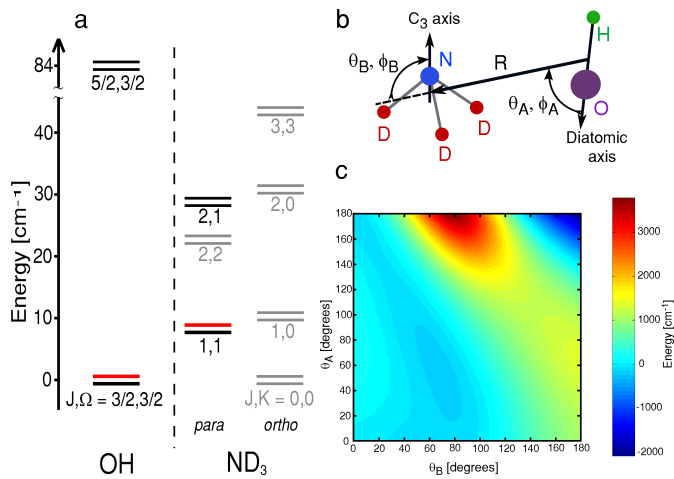 a
Energy [cm⁻¹]
84
40
30
20
10
0
5/2,3/2
J,Ω = 3/2,3/2
3,3
2,0
2,1
2,2
1,0
1,1
J,K = 0,0
para
ortho
OH
ND₃
b
C₃ axis
θB, ϕB
N
R
H
θA, ϕA
O
D
D
D
Diatomic
axis
c
180
160
140
120
100
80
60
40
20
0
θA [degrees]
0 20 40 60 80 100 120 140 160 180
θB [degrees]
3000
2000
1000
0
-1000
-2000
Energy [cm⁻¹]